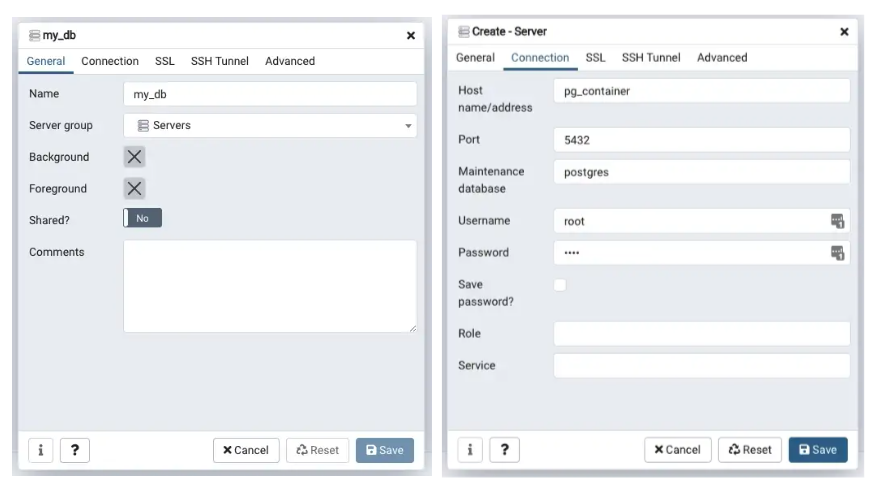 my_db
General Connection SSL SSH Tunnel Advanced
Name my_db
Server group Servers
Background
Foreground
Shared? No
Comments
i ? Cancel Reset Save
Create - Server
General Connection SSL SSH Tunnel Advanced
Host
name/address
pg_container
Port 5432
Maintenance
database
postgres
Username root
Password ••••
Save
password?
Role
Service
i ? Cancel Reset Save